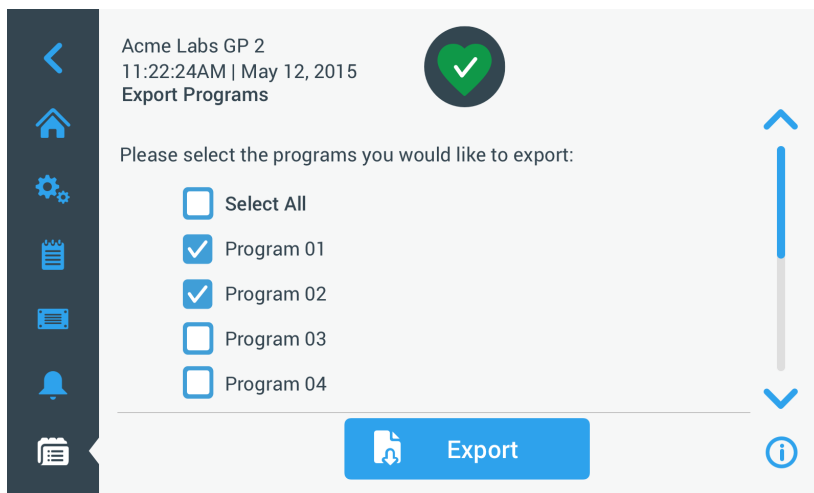 Acme Labs GP 2
11:22:24AM | May 12, 2015
Export Programs
Please select the programs you would like to export:
Select All
Program 01
Program 02
Program 03
Program 04
Export